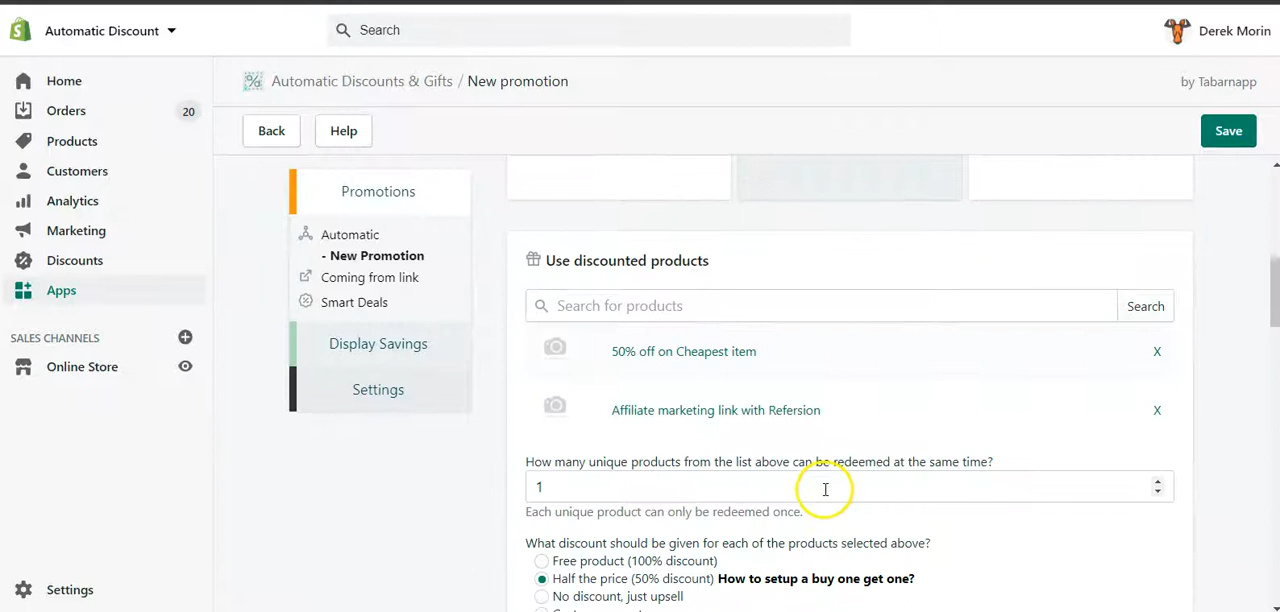 Automatic Discount
Search
Derek Morin
Home
Orders 20
Products
Customers
Analytics
Marketing
Discounts
Apps
SALES CHANNELS
Online Store
Settings
Automatic Discounts & Gifts / New promotion
by Tabarnapp
Back
Help
Save
Promotions
Automatic
- New Promotion
Coming from link
Smart Deals
Display Savings
Settings
Use discounted products
Search for products
Search
50% off on Cheapest item X
Affiliate marketing link with Refersion X
How many unique products from the list above can be redeemed at the same time?
1
Each unique product can only be redeemed once.
What discount should be given for each of the products selected above?
Free product (100% discount)
Half the price (50% discount) How to setup a buy one get one?
No discount, just upsell